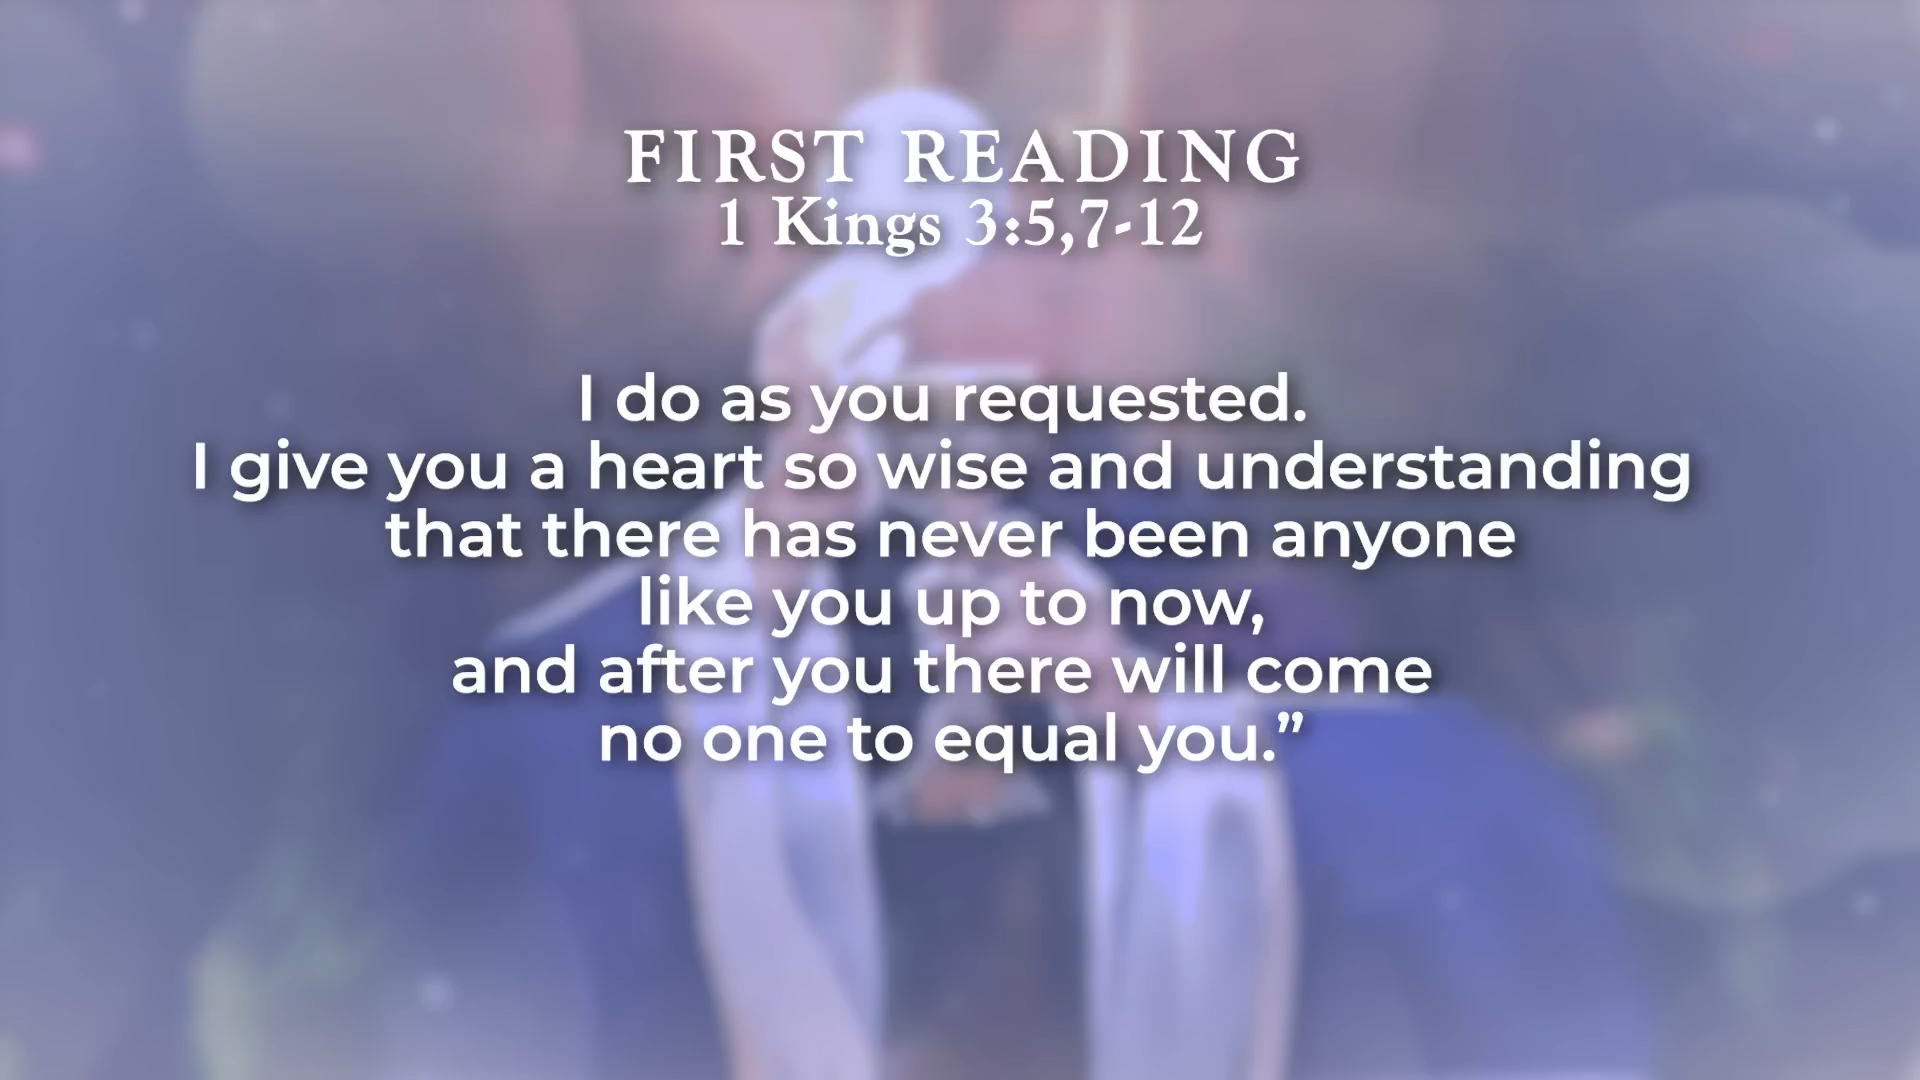 FIRST READING
1 Kings 3:5,7-12
I do as you requested.
I give you a heart so wise and understanding
that there has never been anyone
like you up to now,
and after you there will come
no one to equal you.”